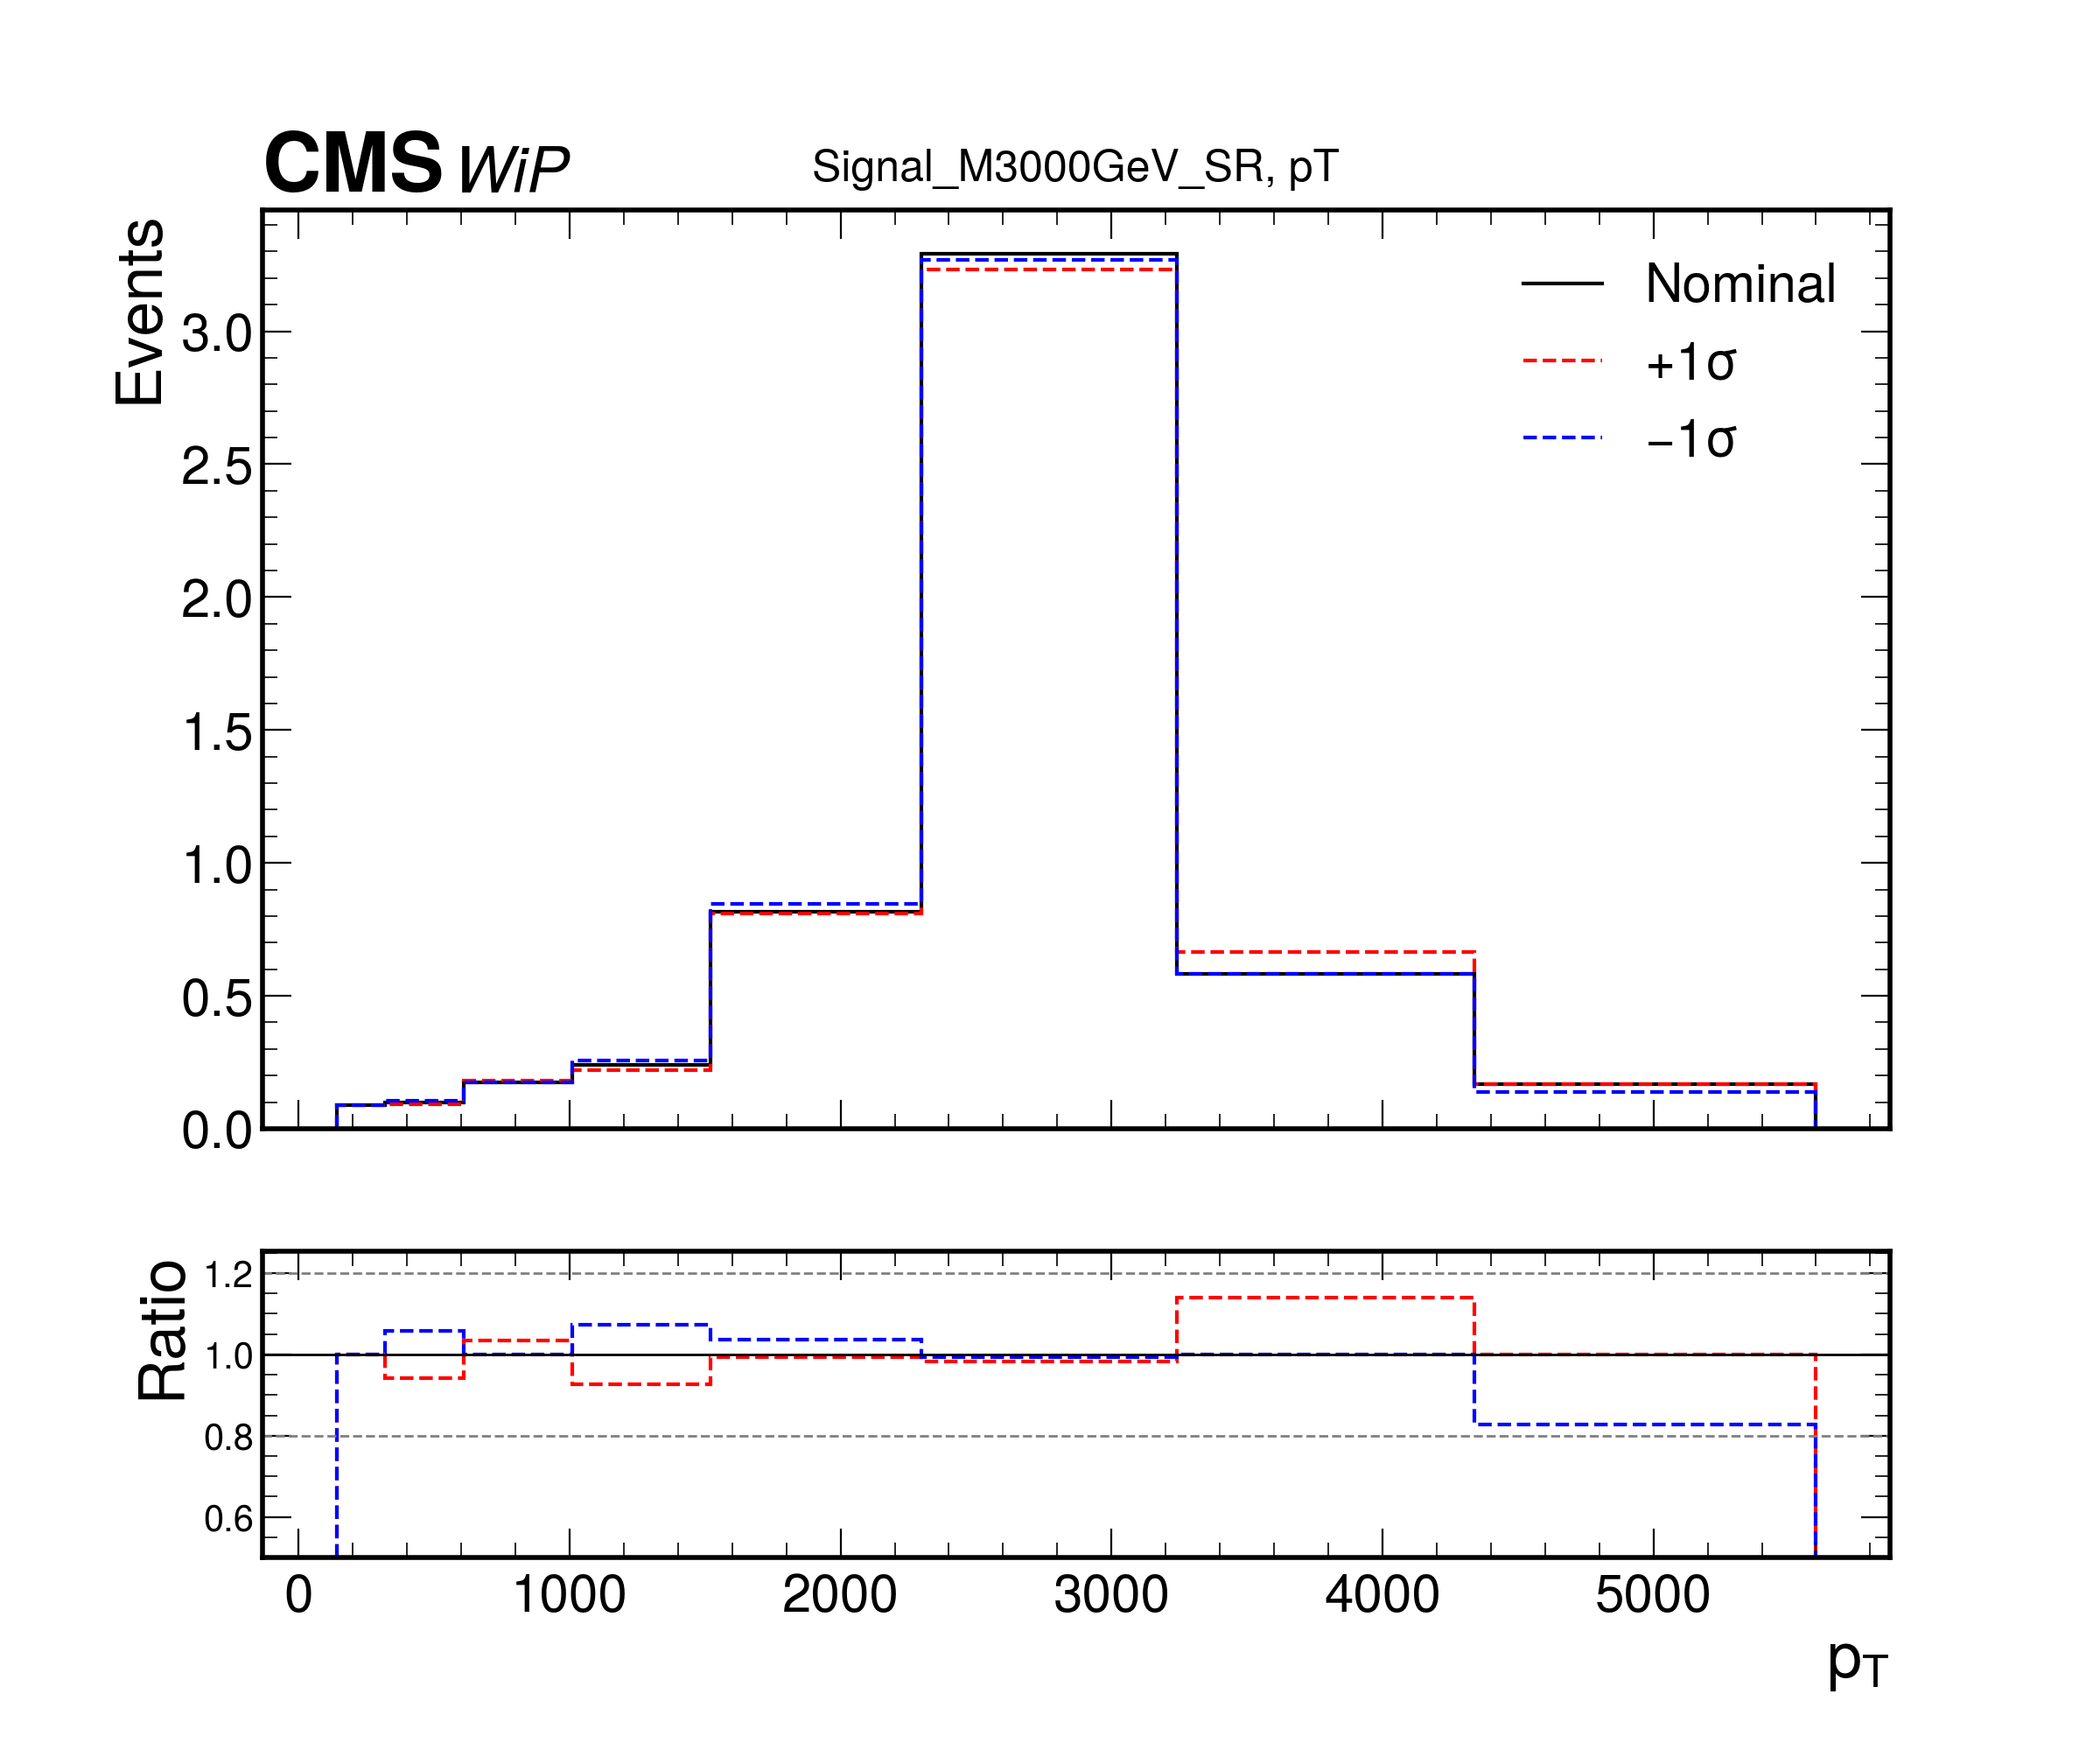 CMS WiP
Signal_M3000GeV_SR, pT
Events
3.0
2.5
2.0
1.5
1.0
0.5
0.0
Nominal
+1σ
−1σ
Ratio
1.2
1.0
0.8
0.6
0 1000 2000 3000 4000 5000
pT